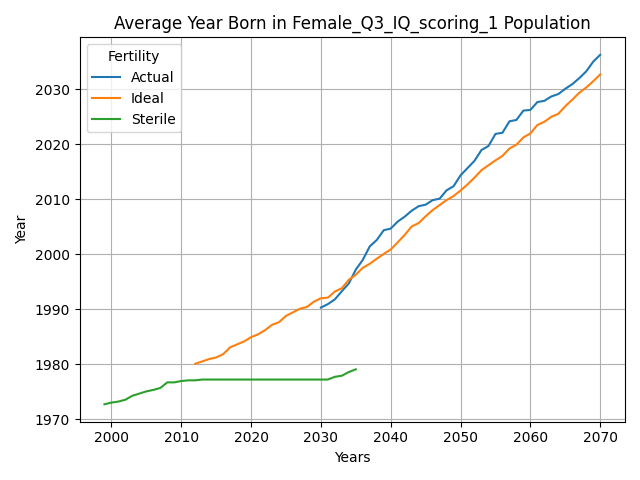 Average Year Born in Female_Q3_IQ_scoring_1 Population
Fertility
Actual
Ideal
Sterile
Year
2030
2020
2010
2000
1990
1980
1970
2000 2010 2020 2030 2040 2050 2060 2070
Years